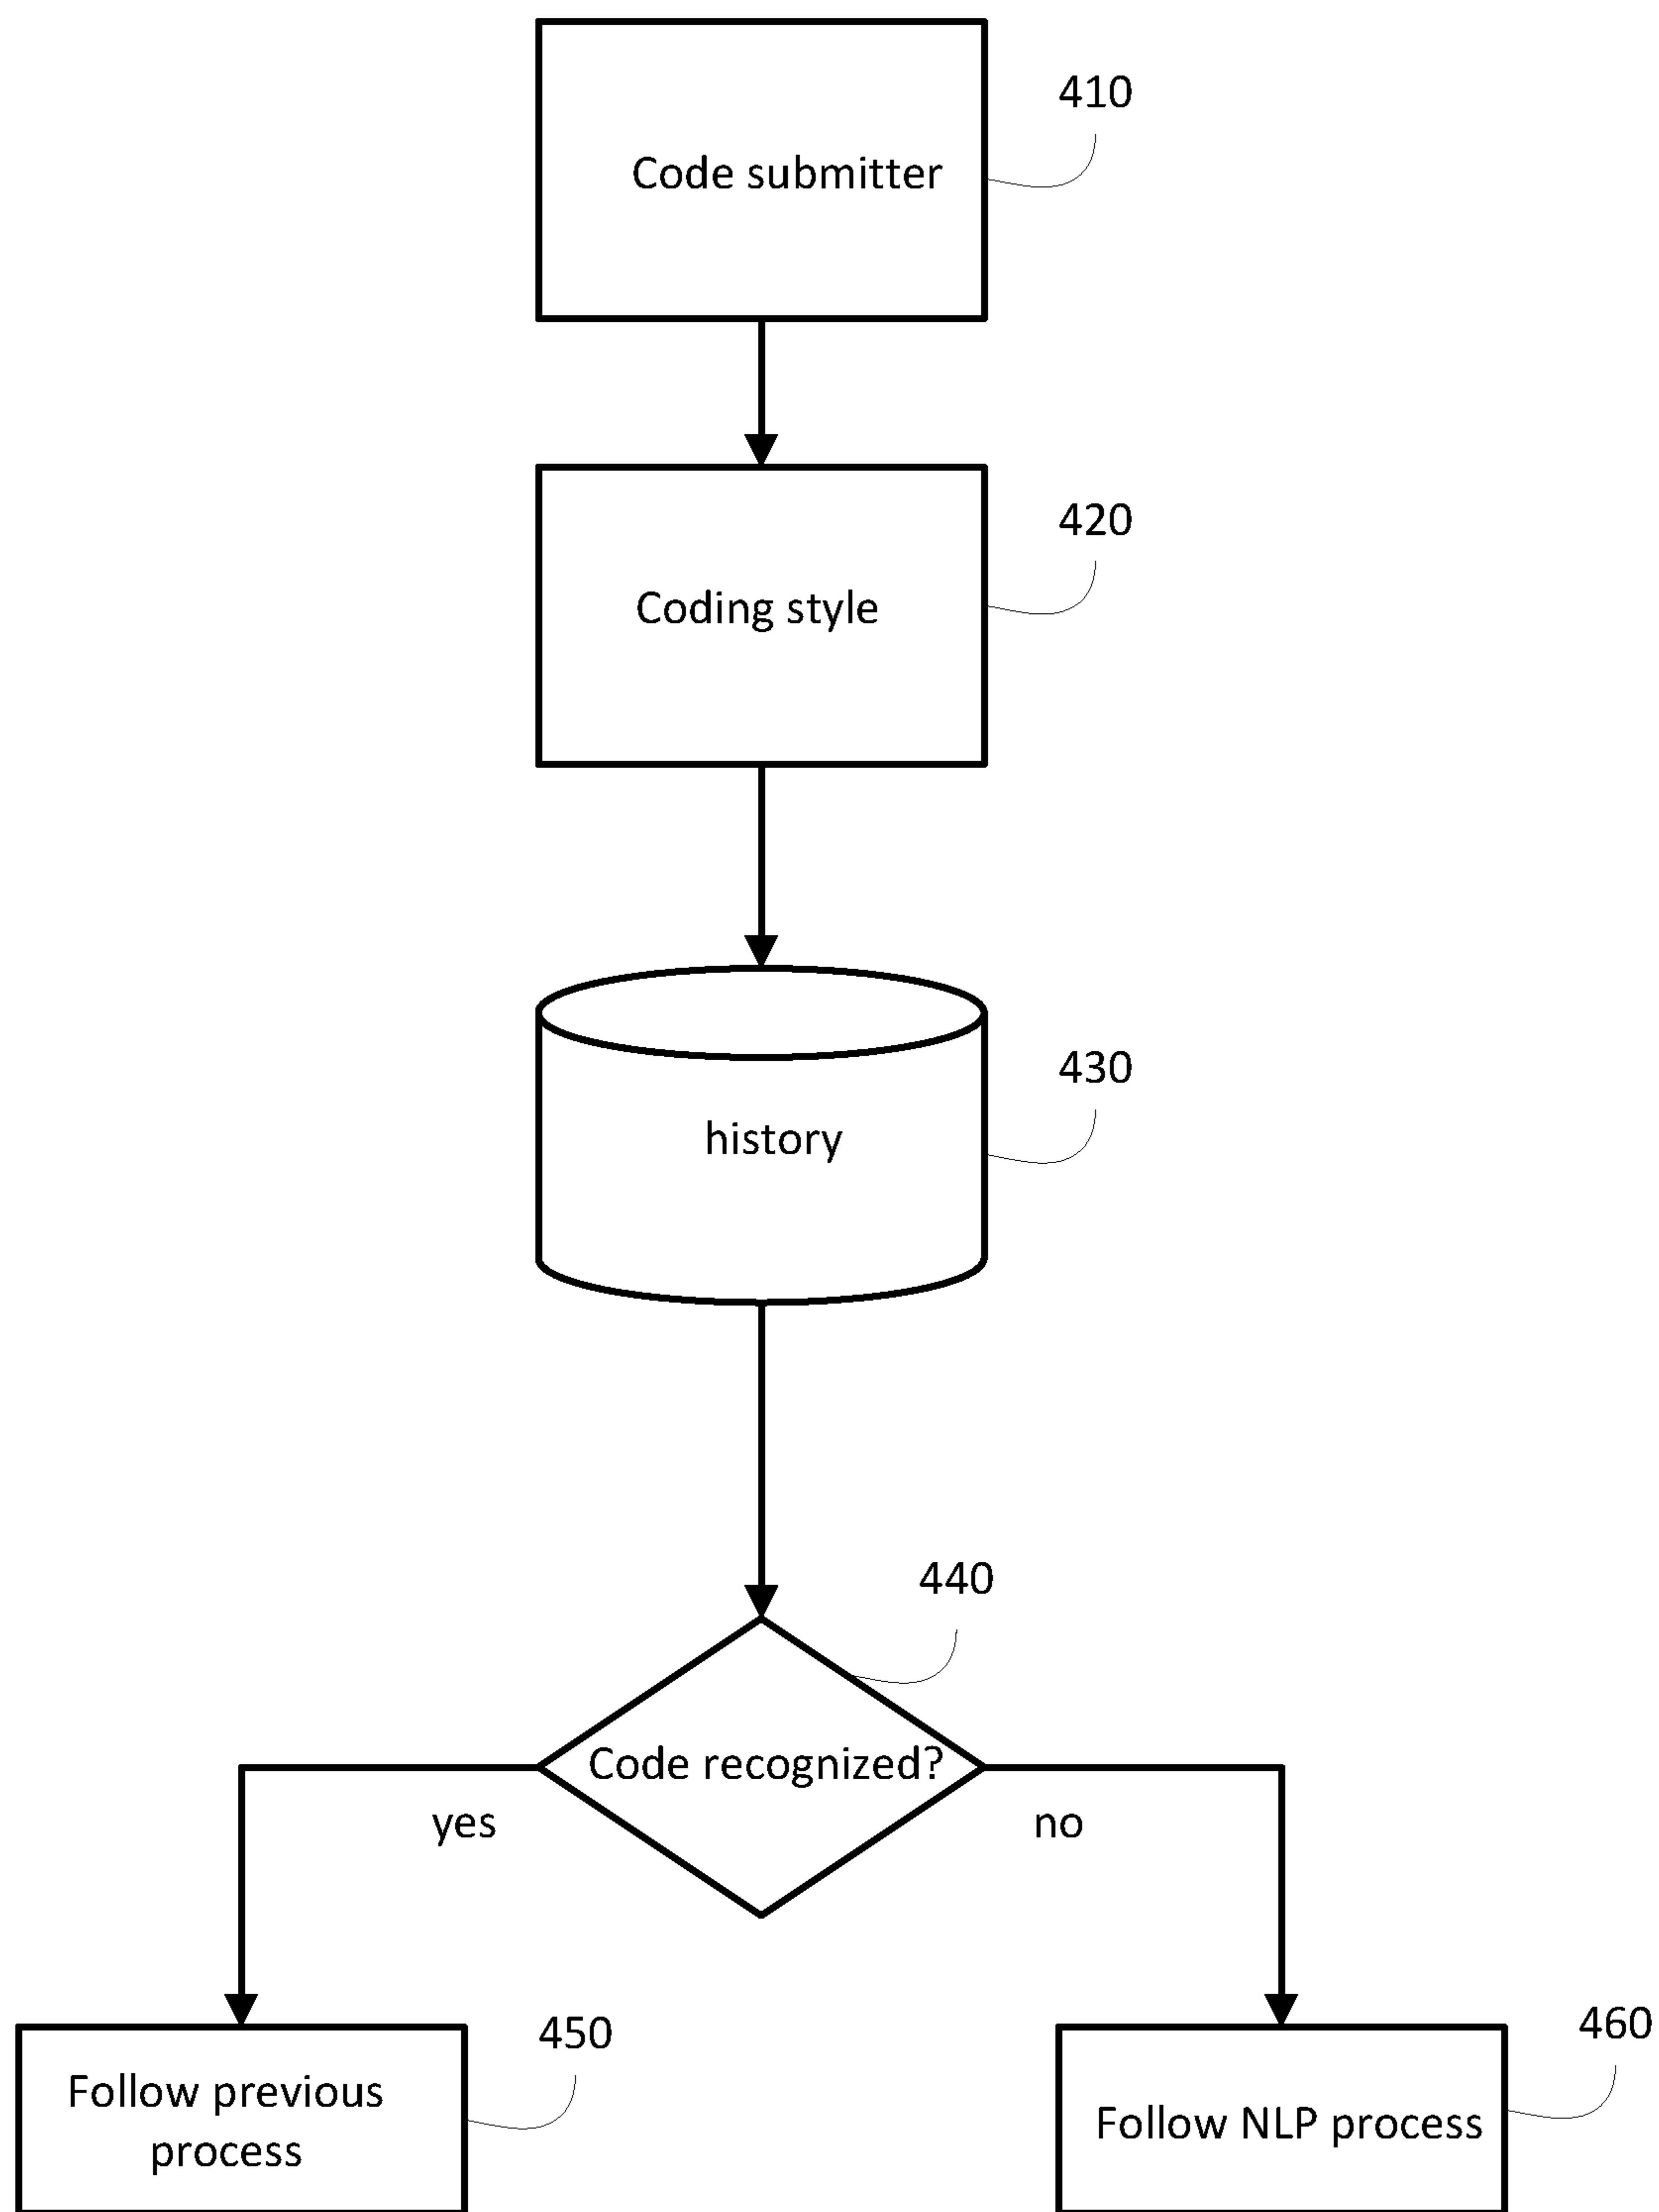 410
Code submitter
420
Coding style
430
history
440
Code recognized?
yes
no
450
Follow previous
process
460
Follow NLP process